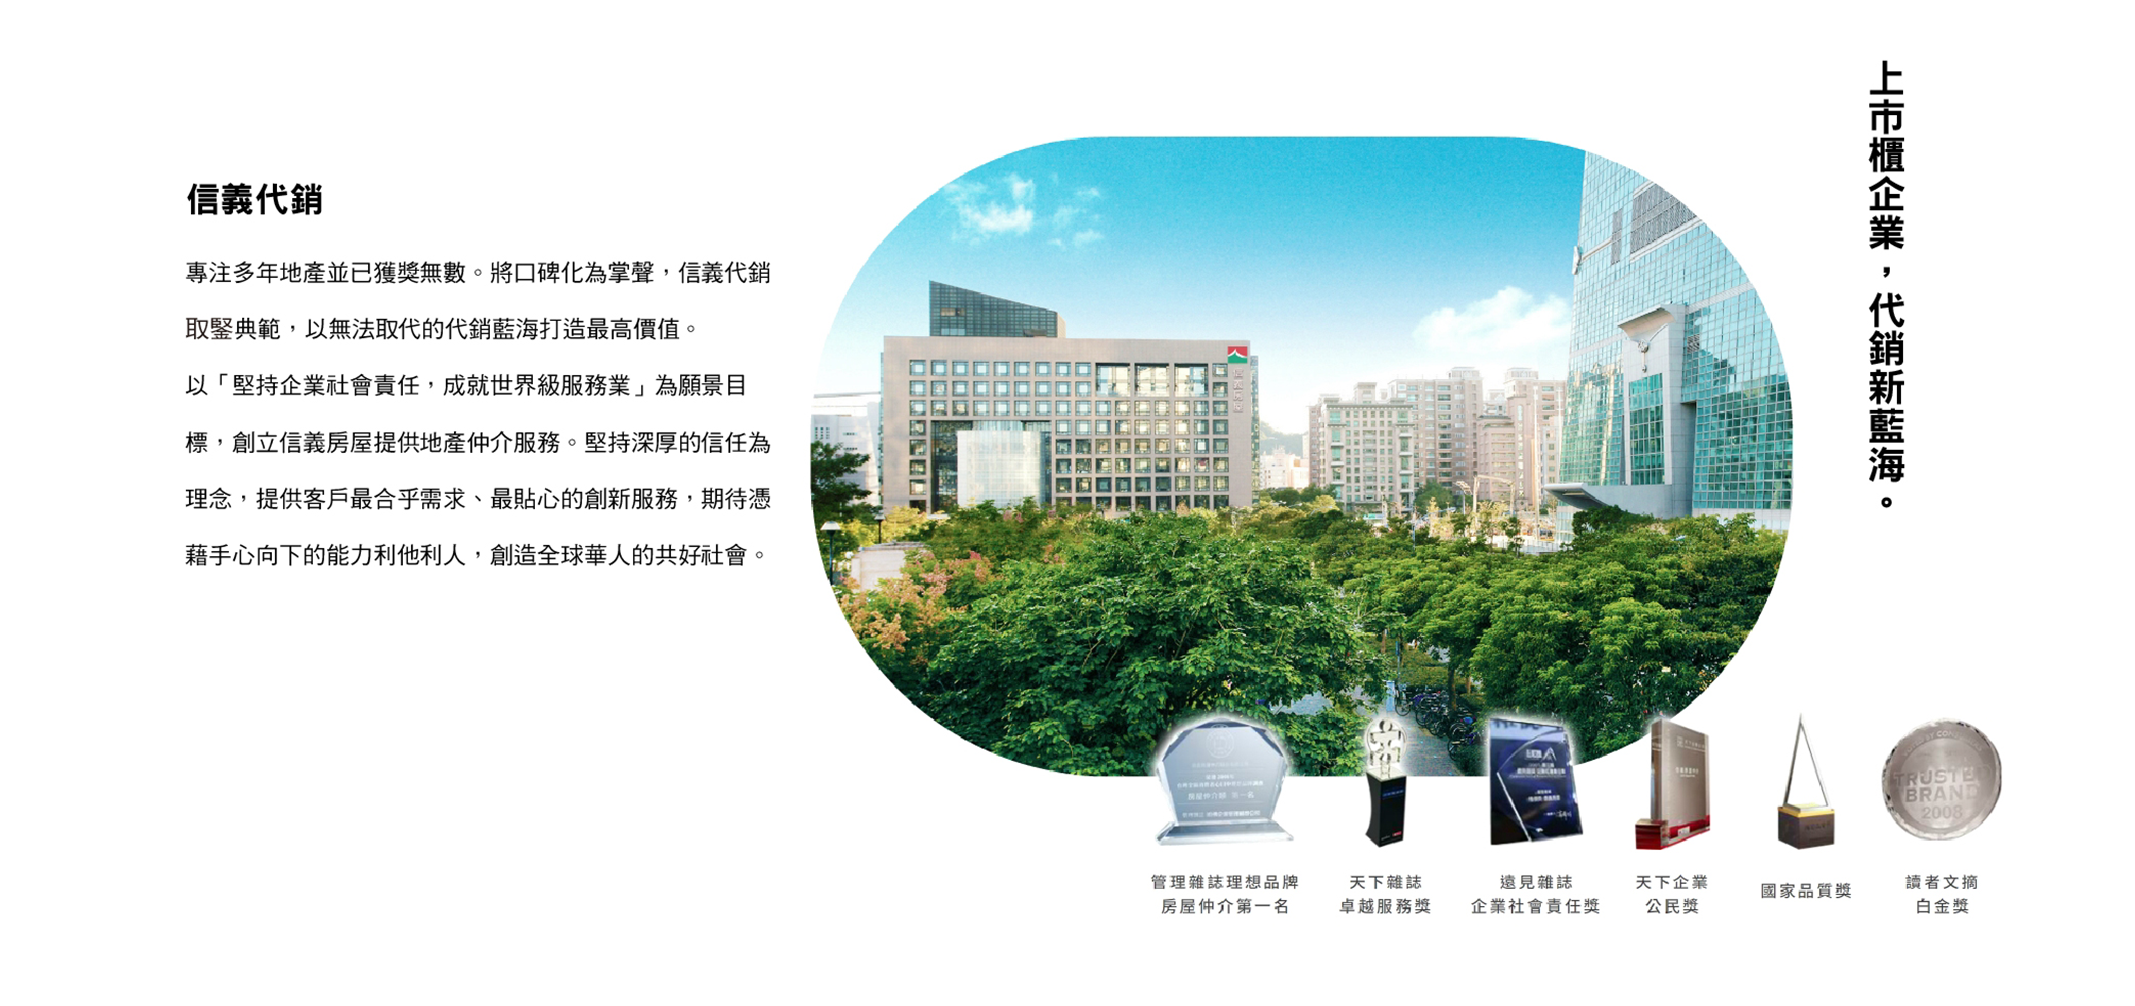 上市櫃企業，代銷新藍海。
信義代銷
專注多年地產並已獲獎無數。將口碑化為掌聲，信義代銷
取鋻典範，以無法取代的代銷藍海打造最高價值。
以「堅持企業社會責任，成就世界級服務業」為願景目
標，創立信義房屋提供地產仲介服務。堅持深厚的信任為
理念，提供客戶最合乎需求、最貼心的創新服務，期待憑
藉手心向下的能力利他利人，創造全球華人的共好社會。
信義房屋
TRUSTED
BRAND
2008
管理雜誌理想品牌
房屋仲介第一名
天下雜誌
卓越服務獎
遠見雜誌
企業社會責任獎
天下企業
公民獎
國家品質獎
讀者文摘
白金獎